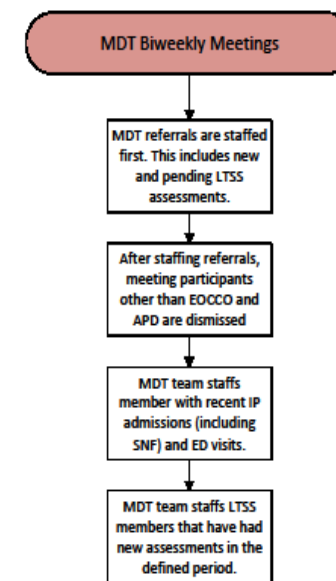 MDT Biweekly Meetings
MDT referrals are staffed
first. This includes new
and pending LTSS
assessments.
After staffing referrals,
meeting participants
other than EOCCO and
APD are dismissed
MDT team staffs
member with recent IP
admissions (including
SNF) and ED visits.
MDT team staffs LTSS
members that have had
new assessments in the
defined period.